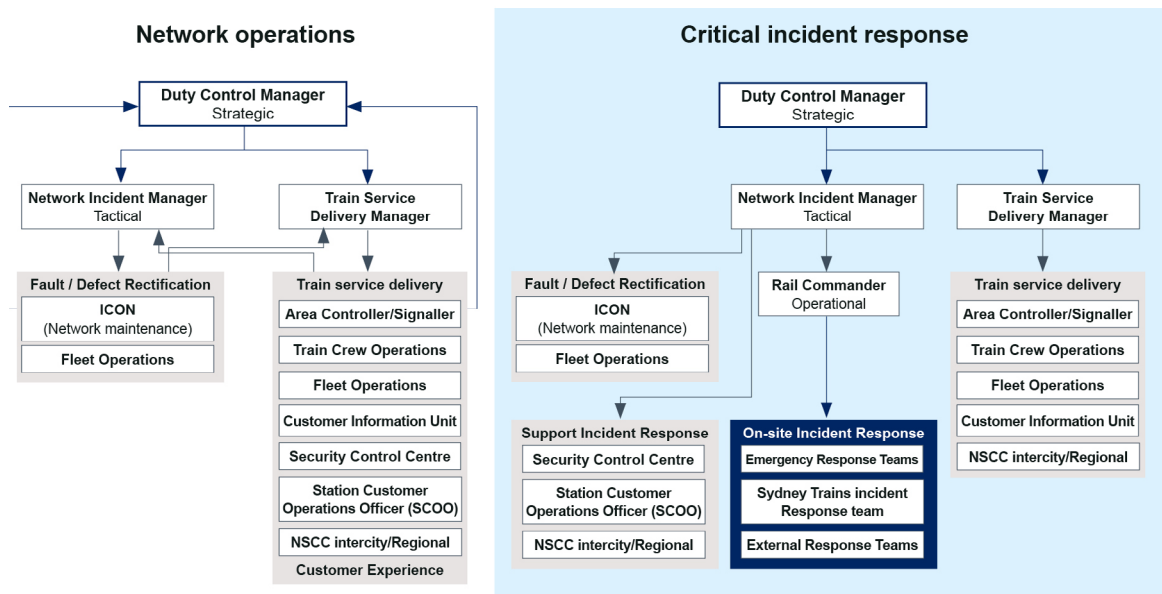 Network operations
Duty Control Manager
Strategic
Network Incident Manager
Tactical
Train Service
Delivery Manager
Fault / Defect Rectification
ICON
(Network maintenance)
Fleet Operations
Train service delivery
Area Controller/Signaller
Train Crew Operations
Fleet Operations
Customer Information Unit
Security Control Centre
Station Customer
Operations Officer (SCOO)
NSCC intercity/Regional
Customer Experience
Critical incident response
Duty Control Manager
Strategic
Network Incident Manager
Tactical
Train Service
Delivery Manager
Fault / Defect Rectification
ICON
(Network maintenance)
Fleet Operations
Rail Commander
Operational
Train service delivery
Area Controller/Signaller
Train Crew Operations
Fleet Operations
Customer Information Unit
NSCC intercity/Regional
Support Incident Response
Security Control Centre
Station Customer
Operations Officer (SCOO)
NSCC intercity/Regional
On-site Incident Response
Emergency Response Teams
Sydney Trains incident
Response team
External Response Teams